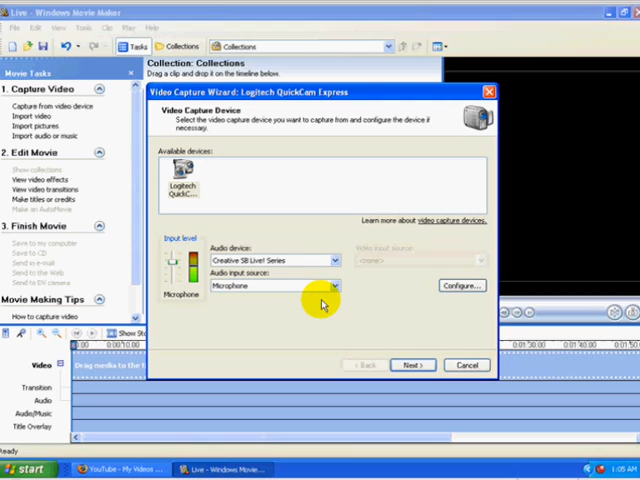 Live - Windows Movie Maker
File Edit View Tools Clip Play Help
Tasks Collections Collections
Movie Tasks
Collection: Collections
Drag a clip and drop it on the timeline below.
1. Capture Video
Capture from video device
Import video
Import pictures
Import audio or music
2. Edit Movie
Show collections
View video effects
View video transitions
Make titles or credits
Make an AutoMovie
3. Finish Movie
Save to my computer
Save to CD
Send in e-mail
Send to the Web
Send to DV camera
Movie Making Tips
How to capture video
Video Capture Wizard: Logitech QuickCam Express
Video Capture Device
Select the video capture device you want to capture from and configure the device if
necessary.
Available devices:
Logitech
QuickC...
Learn more about video capture devices.
Input level
Microphone
Audio device:
Creative SB Live! Series
Audio input source:
Microphone
Video input source:
<none>
Configure...
< Back Next > Cancel
Show Sto
0:00 00:00:10.00
00:01:30.00 00:01:50
Video
Drag media to the t
Transition
Audio
Audio/Music
Title Overlay
Ready
start YouTube - My Videos ... Live - Windows Movie... 1:05 AM